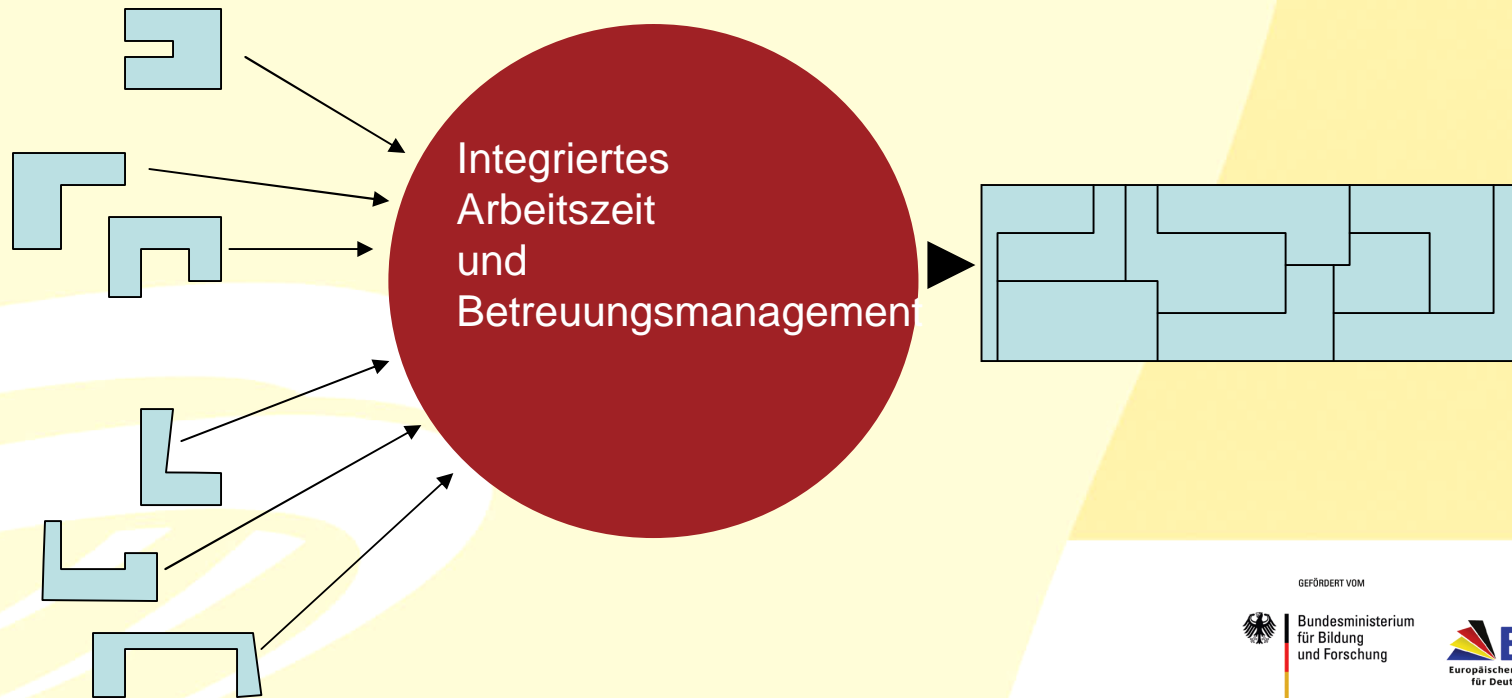 Integriertes
Arbeitszeit
und
Betreuungsmanagement
GEFÖRDERT VOM
Bundesministerium
für Bildung
und Forschung